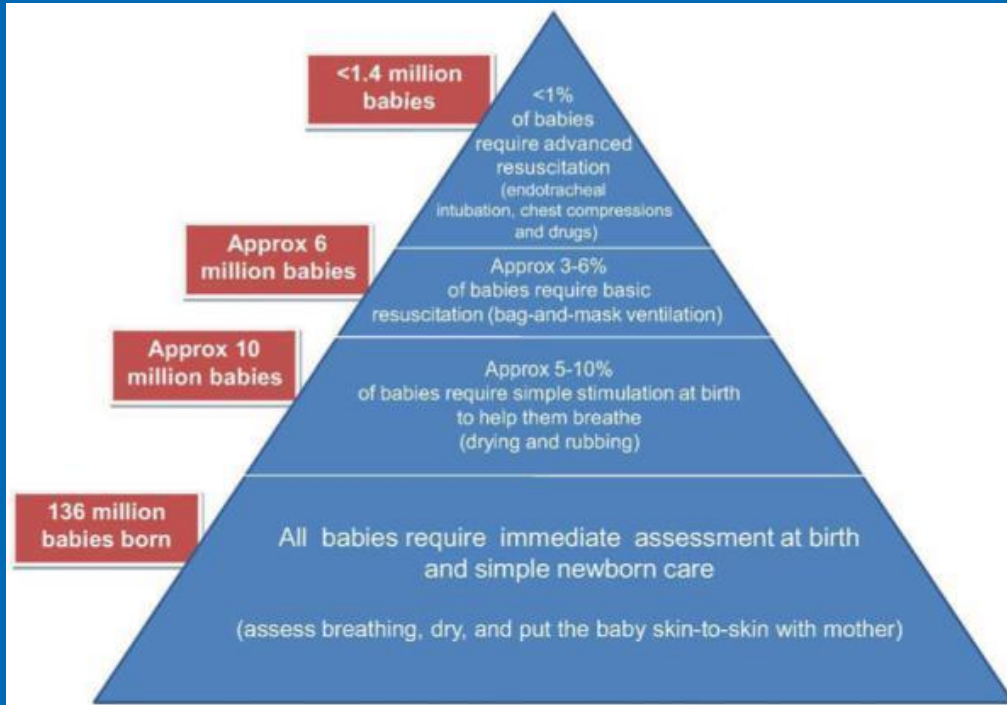 <1.4 million
babies
<1%
of babies
require advanced
resuscitation
(endotracheal
intubation, chest compressions
and drugs)
Approx 6
million babies
Approx 3-6%
of babies require basic
resuscitation (bag-and-mask ventilation)
Approx 10
million babies
Approx 5-10%
of babies require simple stimulation at birth
to help them breathe
(drying and rubbing)
136 million
babies born
All babies require immediate assessment at birth
and simple newborn care
(assess breathing, dry, and put the baby skin-to-skin with mother)